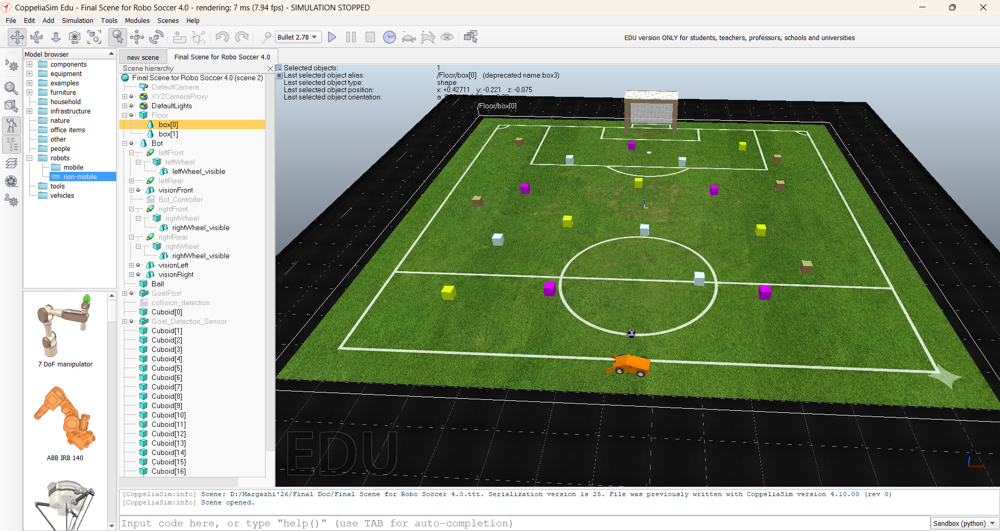 CoppeliaSim Edu - Final Scene for Robo Soccer 4.0 - rendering: 7 ms (7.94 fps) - SIMULATION STOPPED
File Edit Add Simulation Tools Modules Scenes Help
Bullet 2.78
RT
EDU version ONLY for students, teachers, professors, schools and universities
Model browser
components
equipment
examples
furniture
household
infrastructure
nature
office items
other
people
robots
mobile
non-mobile
tools
vehicles
7 DoF manipulator
ABB IRB 140
new scene
Final Scene for Robo Soccer 4.0
Scene hierarchy
Final Scene for Robo Soccer 4.0 (scene 2)
DefaultCamera
XYZCameraProxy
DefaultLights
Floor
box[0]
box[1]
Bot
leftFront
leftWheel
leftWheel_visible
leftRear
visionFront
Bot_Controller
rightFront
rightWheel
rightWheel_visible
rightRear
rightWheel
rightWheel_visible
visionLeft
visionRight
Ball
GoalPost
collision_detection
Cuboid[0]
Goal_Detection_Sensor
Cuboid[1]
Cuboid[2]
Cuboid[3]
Cuboid[4]
Cuboid[5]
Cuboid[6]
Cuboid[7]
Cuboid[8]
Cuboid[9]
Cuboid[10]
Cuboid[11]
Cuboid[12]
Cuboid[13]
Cuboid[14]
Cuboid[15]
Cuboid[16]
Selected objects: 1
Last selected object alias: /Floor/box[0] (deprecated name:box3)
Last selected object type: shape
Last selected object position: x: +0.42711 y: -0.221 z: -0.075
Last selected object orientation:
/Floor/box[0]
EDU
[CoppeliaSim:info] Scene: D:/Margazhi'26/Final Doc/Final Scene for Robo Soccer 4.0.ttt. Serialization version is 25. File was previously written with CoppeliaSim version 4.10.00 (rev 0)
[CoppeliaSim:info] Scene opened.
Input code here, or type "help()" (use TAB for auto-completion)
Sandbox (python)